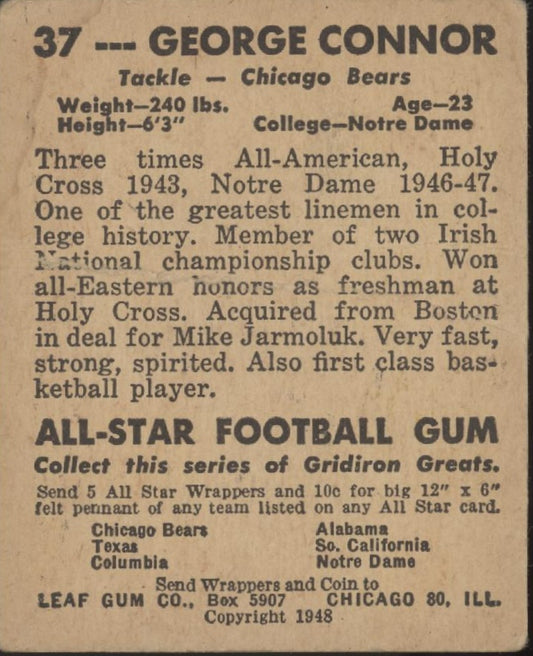 37 --- GEORGE CONNOR
Tackle — Chicago Bears
Weight—240 lbs. Age—23
Height—6'3" College—Notre Dame
Three times All-American, Holy
Cross 1943, Notre Dame 1946-47.
One of the greatest linemen in col-
lege history. Member of two Irish
National championship clubs. Won
all-Eastern honors as freshman at
Holy Cross. Acquired from Boston
in deal for Mike Jarmoluk. Very fast,
strong, spirited. Also first class bas-
ketball player.
ALL-STAR FOOTBALL GUM
Collect this series of Gridiron Greats.
Send 5 All Star Wrappers and 10c for big 12" x 6"
felt pennant of any team listed on any All Star card.
Chicago Bears Alabama
Texas So. California
Columbia Notre Dame
Send Wrappers and Coin to
LEAF GUM CO., Box 5907 CHICAGO 80, ILL.
Copyright 1948